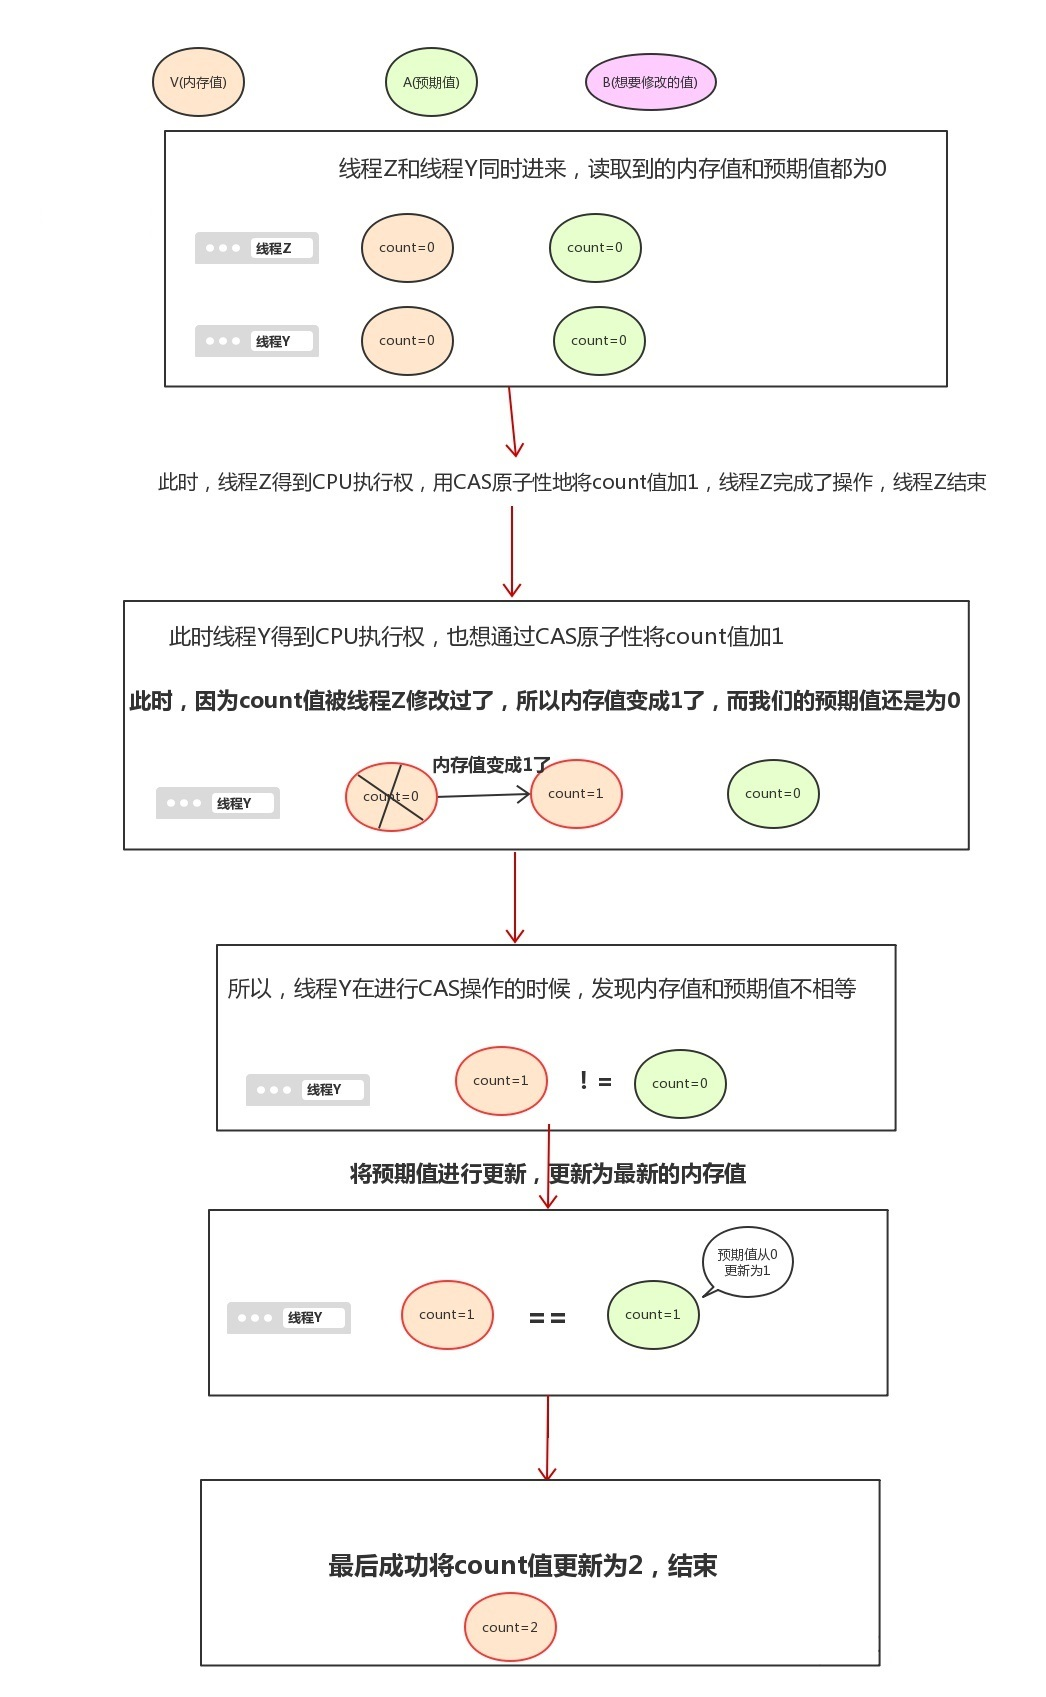 V(内存值)
A(预期值)
B(想要修改的值)
线程Z和线程Y同时进来，读取到的内存值和预期值都为0
线程Z
count=0
count=0
线程Y
count=0
count=0
此时，线程Z得到CPU执行权，用CAS原子性地将count值加1，线程Z完成了操作，线程Z结束
此时线程Y得到CPU执行权，也想通过CAS原子性将count值加1
此时，因为count值被线程Z修改过了，所以内存值变成1了，而我们的预期值还是为0
内存值变成1了
线程Y
count=0
count=1
count=0
所以，线程Y在进行CAS操作的时候，发现内存值和预期值不相等
线程Y
count=1
！=
count=0
将预期值进行更新，更新为最新的内存值
预期值从0
更新为1
线程Y
count=1
==
count=1
最后成功将count值更新为2，结束
count=2